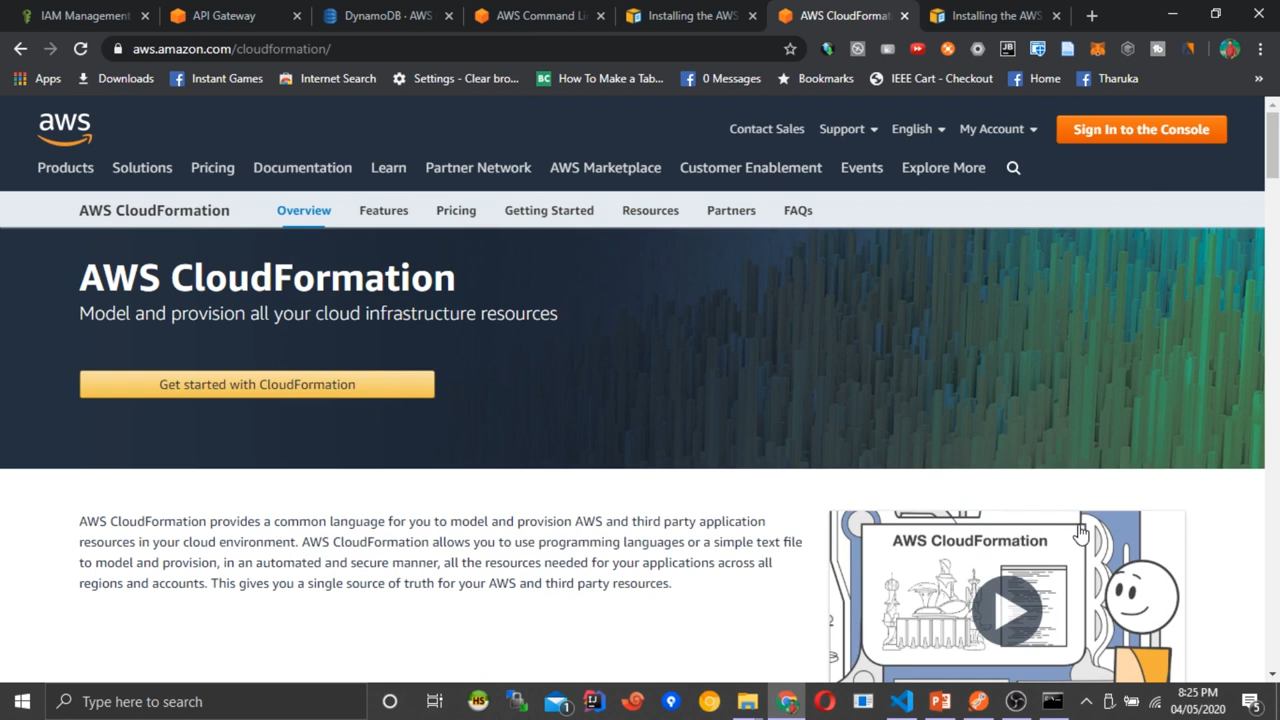 IAM Management
API Gateway
DynamoDB · AWS
AWS Command Li
Installing the AWS
AWS CloudFormat
Installing the AWS
aws.amazon.com/cloudformation/
Apps
Downloads
Instant Games
Internet Search
Settings - Clear bro...
BC
How To Make a Tab...
0 Messages
Bookmarks
IEEE Cart - Checkout
Home
Tharuka
»
aws
Contact Sales
Support
English
My Account
Sign In to the Console
Products
Solutions
Pricing
Documentation
Learn
Partner Network
AWS Marketplace
Customer Enablement
Events
Explore More
AWS CloudFormation
Overview
Features
Pricing
Getting Started
Resources
Partners
FAQs
AWS CloudFormation
Model and provision all your cloud infrastructure resources
Get started with CloudFormation
AWS CloudFormation provides a common language for you to model and provision AWS and third party application
resources in your cloud environment. AWS CloudFormation allows you to use programming languages or a simple text file
to model and provision, in an automated and secure manner, all the resources needed for your applications across all
regions and accounts. This gives you a single source of truth for your AWS and third party resources.
AWS CloudFormation
Type here to search
8:25 PM
04/05/2020